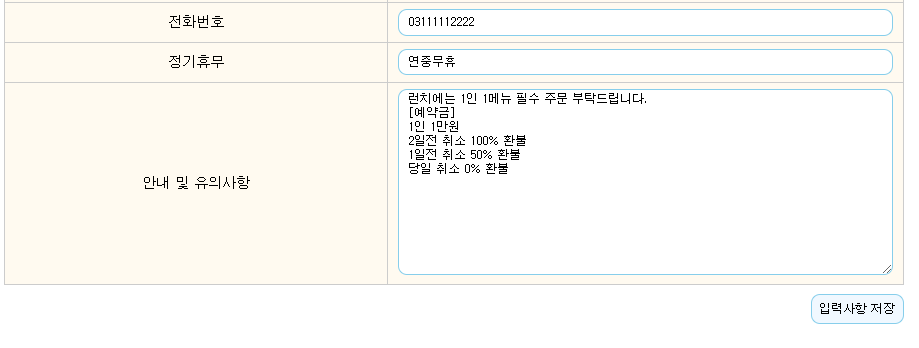 전화번호
03111112222
정기휴무
연중무휴
안내 및 유의사항
런치에는 1인 1메뉴 필수 주문 부탁드립니다.
[예약금]
1인 1만원
2일전 취소 100% 환불
1일전 취소 50% 환불
당일 취소 0% 환불
입력사항 저장